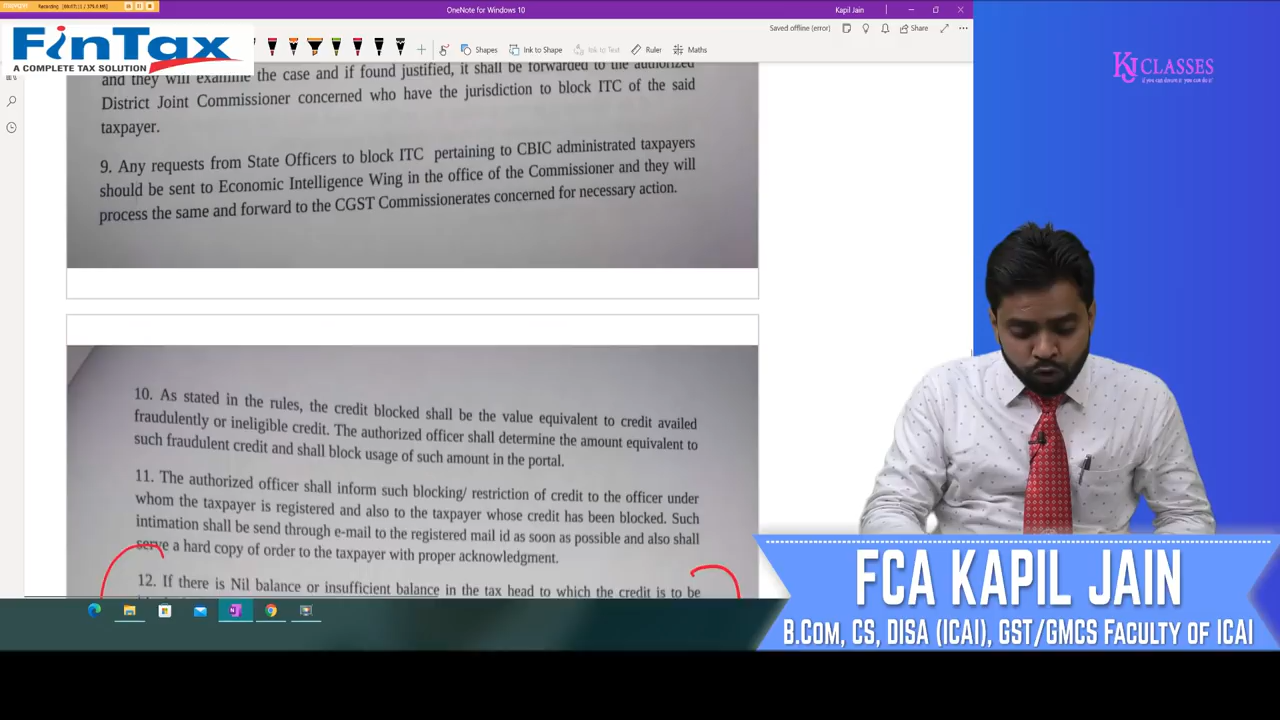 Recording
OneNote for Windows 10
Kapil Jain
FinTax
A COMPLETE TAX SOLUTION
Shapes
Ink to Shape
Ink to Text
Ruler
Maths
Saved offline (error)
Share
KJ CLASSES
if you can dream it you can do it!
and they will examine the case and if found justified, it shall be forwarded to the authorized
District Joint Commissioner concerned who have the jurisdiction to block ITC of the said
taxpayer.
9. Any requests from State Officers to block ITC pertaining to CBIC administrated taxpayers
should be sent to Economic Intelligence Wing in the office of the Commissioner and they will
process the same and forward to the CGST Commissionerates concerned for necessary action.
10. As stated in the rules, the credit blocked shall be the value equivalent to credit availed
fraudulently or ineligible credit. The authorized officer shall determine the amount equivalent to
such fraudulent credit and shall block usage of such amount in the portal.
11. The authorized officer shall inform such blocking/ restriction of credit to the officer under
whom the taxpayer is registered and also to the taxpayer whose credit has been blocked. Such
intimation shall be send through e-mail to the registered mail id as soon as possible and also shall
serve a hard copy of order to the taxpayer with proper acknowledgment.
12. If there is Nil balance or insufficient balance in the tax head to which the credit is to be
FCA KAPIL JAIN
B.Com, CS, DISA (ICAI), GST/GMCS Faculty of ICAI